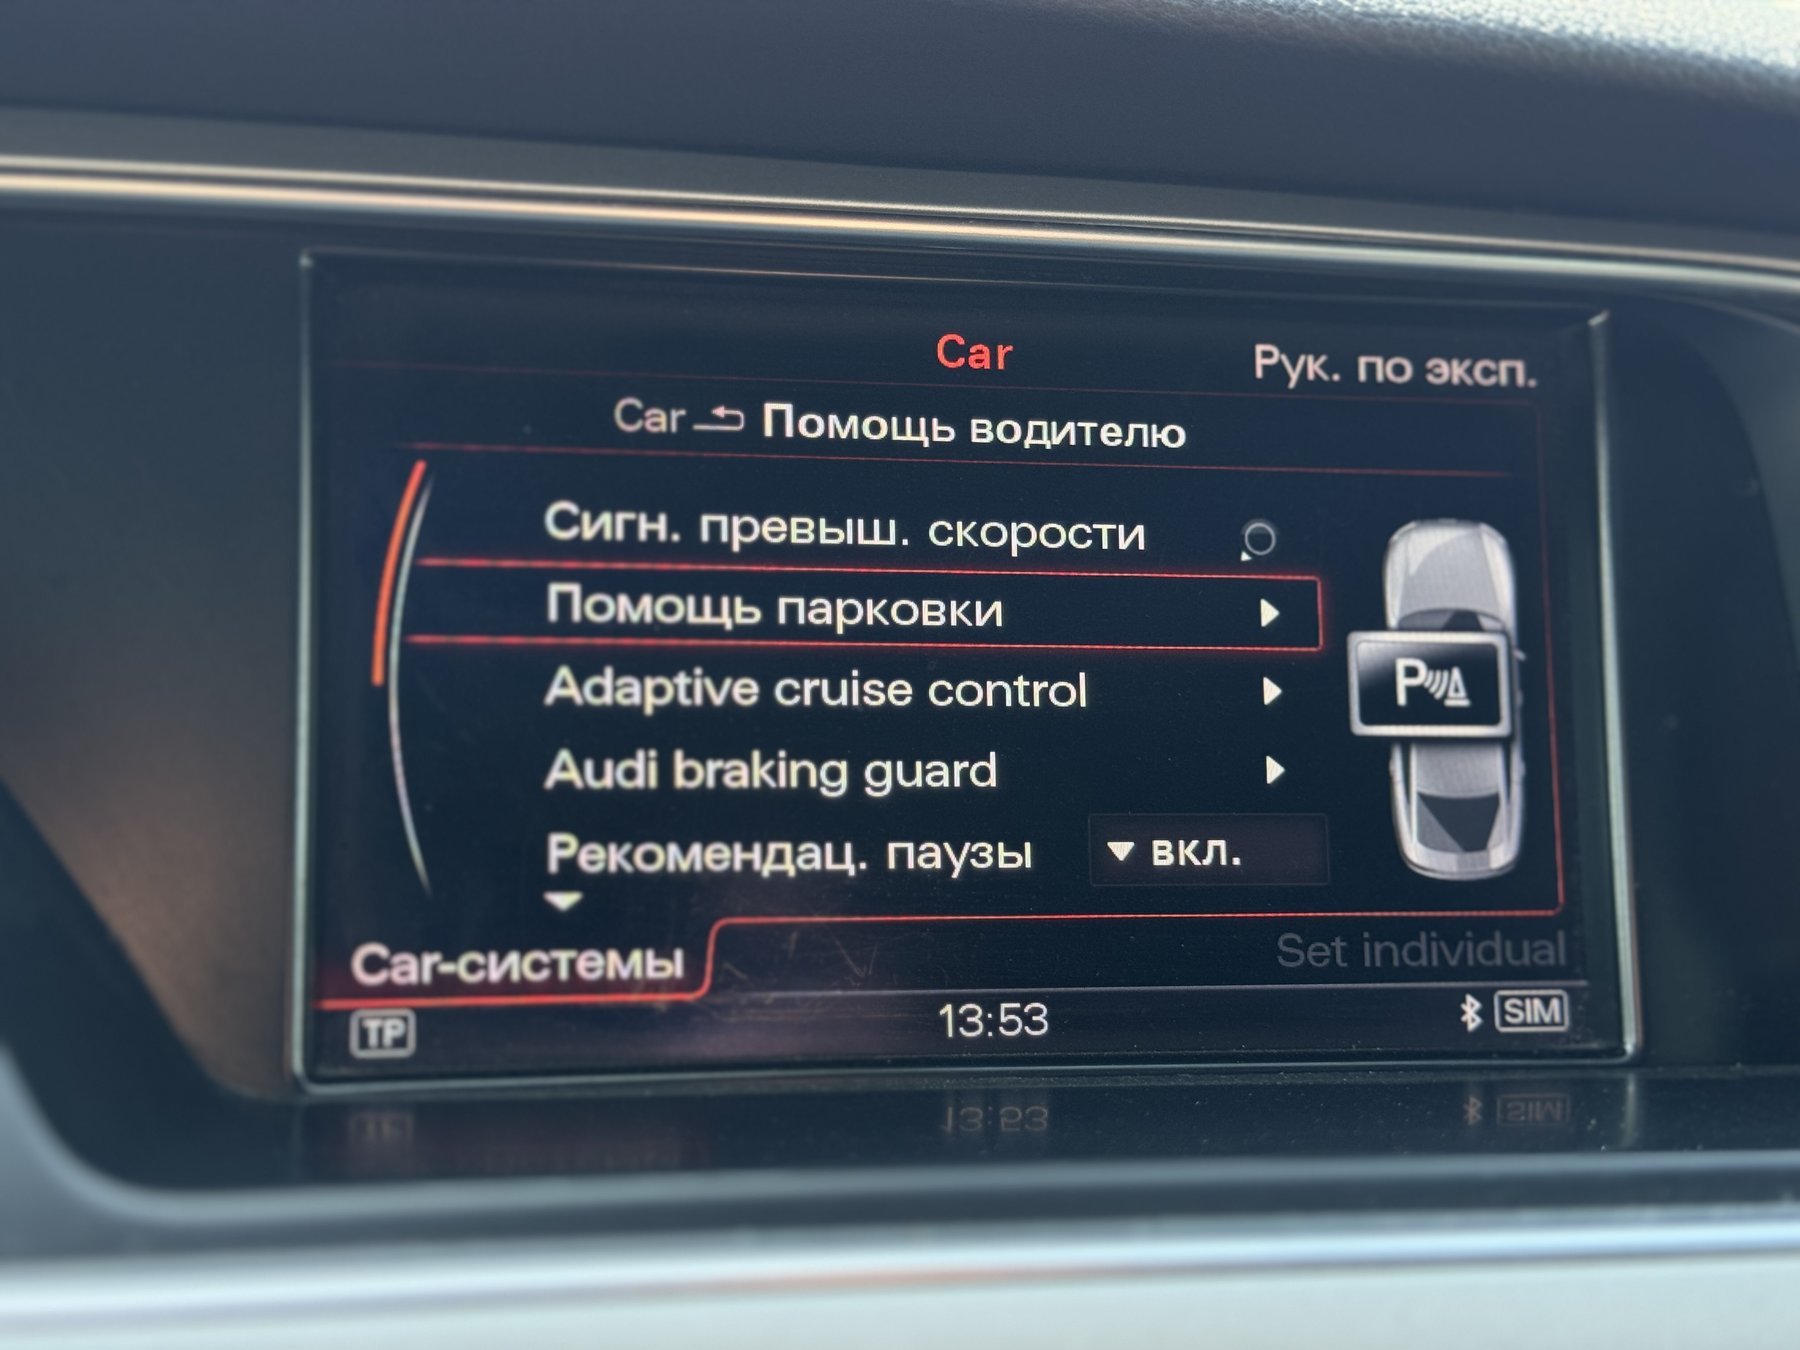 Car
Рук. по эксп.
Car Помощь водителю
Сигн. превыш. скорости
Помощь парковки
Adaptive cruise control
Audi braking guard
Рекомендац. паузы вкл.
P
Car-системы
Set individual
TP
13:53
SIM